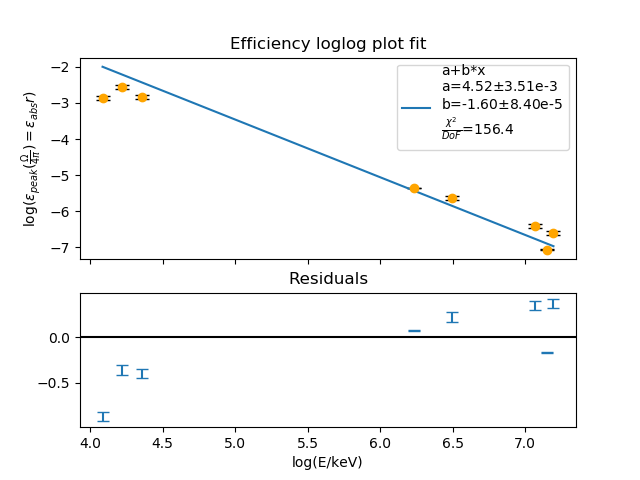 Efficiency loglog plot fit
log(ε_peak(Ω/4π) = ε_abs r)
−2
−3
−4
−5
−6
−7
a+b*x
a=4.52±3.51e-3
b=-1.60±8.40e-5
χ²/DoF=156.4
Residuals
0.0
−0.5
4.0 4.5 5.0 5.5 6.0 6.5 7.0
log(E/keV)